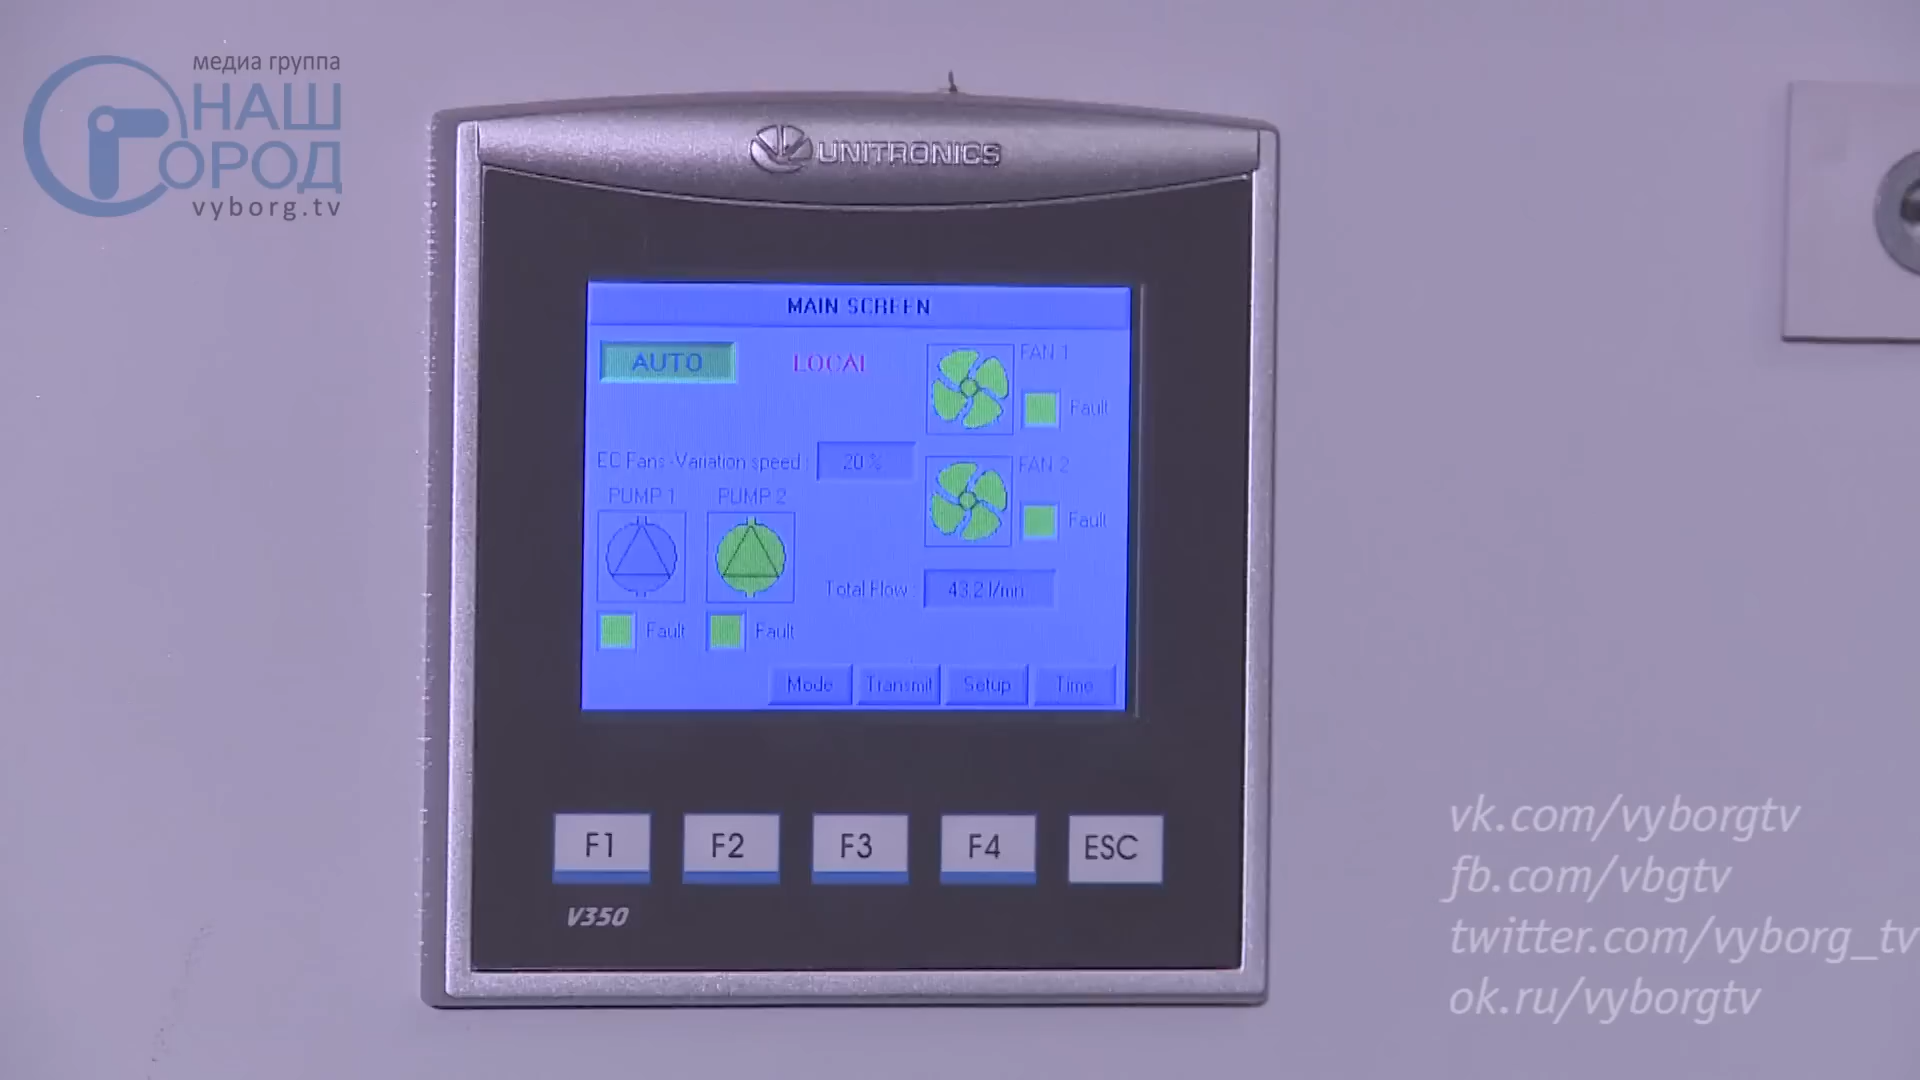 медиа группа
НАШ
ГОРОД
vyborg.tv
UNITRONICS
MAIN SCREEN
AUTO
LOCAL
FAN 1
Fault
EC Fans -Variation speed :
20 %
FAN 2
Fault
PUMP 1
PUMP 2
Total Flow :
43.2 l/mn
Fault
Fault
Mode
Transmit
Setup
Time
F1
F2
F3
F4
ESC
V350
vk.com/vyborgtv
fb.com/vbgtv
twitter.com/vyborg_tv
ok.ru/vyborgtv